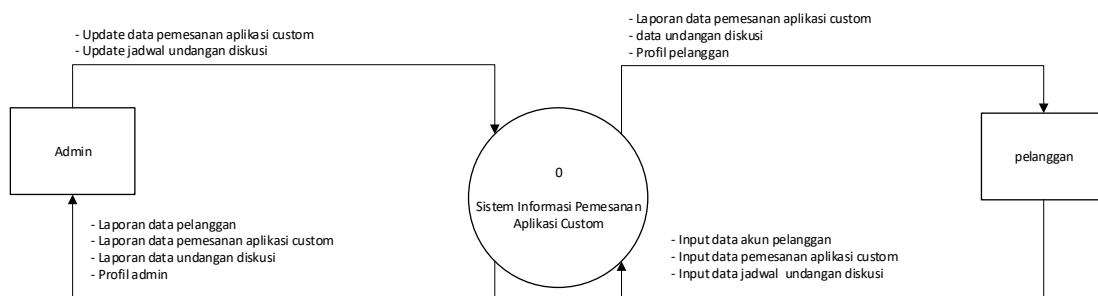 - Update data pemesanan aplikasi custom
- Update jadwal undangan diskusi
- Laporan data pemesanan aplikasi custom
- data undangan diskusi
- Profil pelanggan
Admin
0
Sistem Informasi Pemesanan
Aplikasi Custom
pelanggan
- Laporan data pelanggan
- Laporan data pemesanan aplikasi custom
- Laporan data undangan diskusi
- Profil admin
- Input data akun pelanggan
- Input data pemesanan aplikasi custom
- Input data jadwal  undangan diskusi